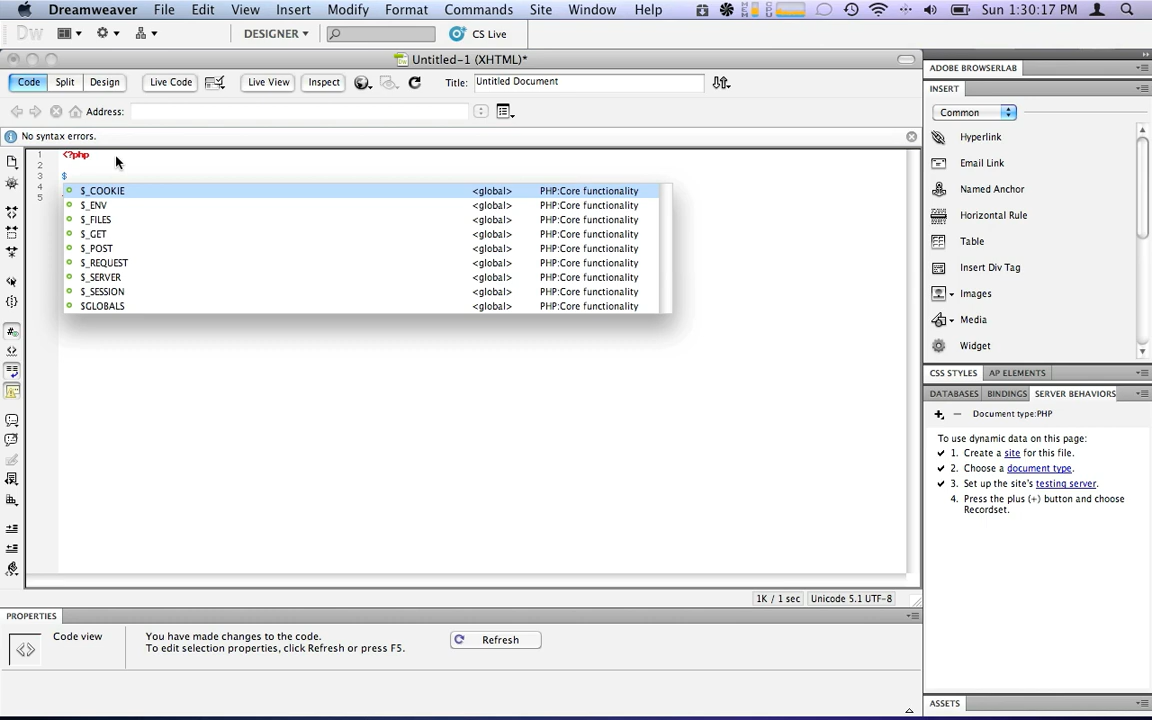 Dreamweaver File Edit View Insert Modify Format Commands Site Window Help Sun 1:30:17 PM
Dw DESIGNER CS Live
Untitled-1 (XHTML)*
Code Split Design Live Code Live View Inspect Title: Untitled Document
Address:
No syntax errors.
1 <?php
2
3 $
4
5
$_COOKIE <global> PHP:Core functionality
$_ENV <global> PHP:Core functionality
$_FILES <global> PHP:Core functionality
$_GET <global> PHP:Core functionality
$_POST <global> PHP:Core functionality
$_REQUEST <global> PHP:Core functionality
$_SERVER <global> PHP:Core functionality
$_SESSION <global> PHP:Core functionality
$GLOBALS <global> PHP:Core functionality
1K / 1 sec Unicode 5.1 UTF-8
PROPERTIES
Code view
You have made changes to the code.
To edit selection properties, click Refresh or press F5.
Refresh
ADOBE BROWSERLAB
INSERT
Common
Hyperlink
Email Link
Named Anchor
Horizontal Rule
Table
Insert Div Tag
Images
Media
Widget
CSS STYLES AP ELEMENTS
DATABASES BINDINGS SERVER BEHAVIORS
Document type:PHP
To use dynamic data on this page:
1. Create a site for this file.
2. Choose a document type.
3. Set up the site's testing server.
4. Press the plus (+) button and choose
Recordset.
ASSETS